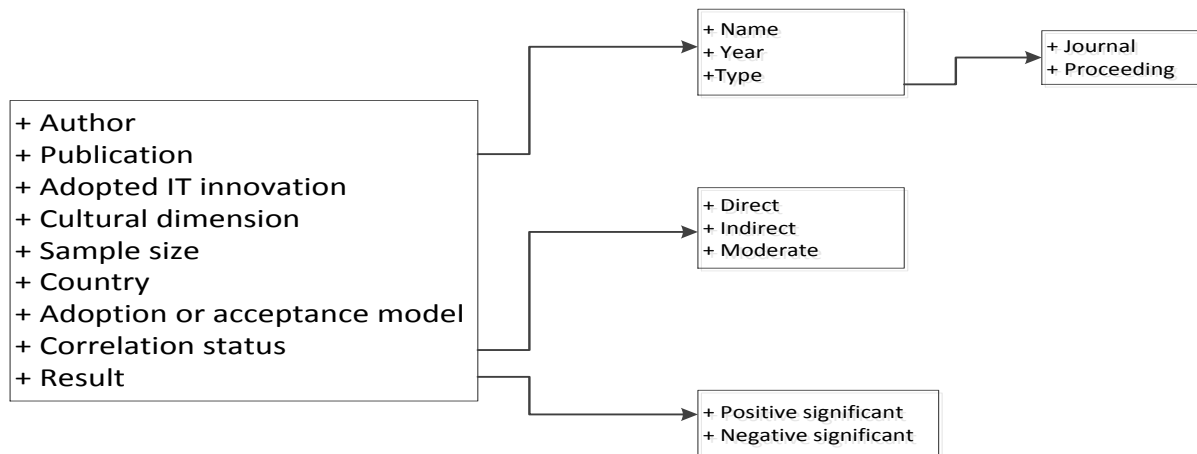 + Author
+ Publication
+ Adopted IT innovation
+ Cultural dimension
+ Sample size
+ Country
+ Adoption or acceptance model
+ Correlation status
+ Result
+ Name
+ Year
+Type
+ Journal
+ Proceeding
+ Direct
+ Indirect
+ Moderate
+ Positive significant
+ Negative significant